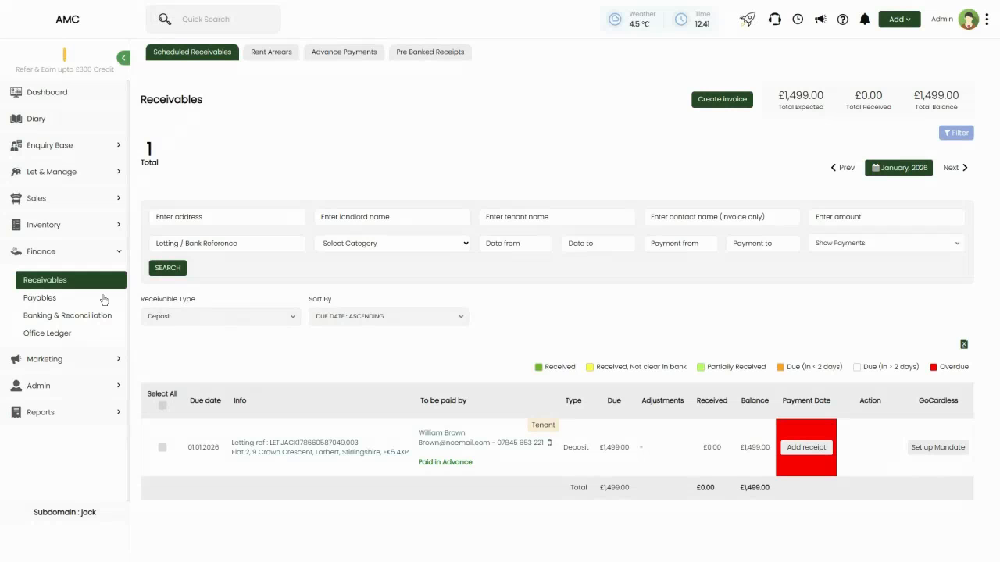 AMC
Quick Search
Weather
4.5 ℃
Time
12:41
Add
Admin
Refer & Earn upto £300 Credit
Dashboard
Diary
Enquiry Base
Let & Manage
Sales
Inventory
Finance
Receivables
Payables
Banking & Reconciliation
Office Ledger
Marketing
Admin
Reports
Subdomain : jack
Scheduled Receivables
Rent Arrears
Advance Payments
Pre Banked Receipts
Receivables
Create invoice
£1,499.00
Total Expected
£0.00
Total Received
£1,499.00
Total Balance
Filter
1
Total
Prev
January, 2026
Next
Enter address
Enter landlord name
Enter tenant name
Enter contact name (invoice only)
Enter amount
Letting / Bank Reference
Select Category
Date from
Date to
Payment from
Payment to
Show Payments
SEARCH
Receivable Type
Sort By
Deposit
DUE DATE : ASCENDING
Received
Received, Not clear in bank
Partially Received
Due (in < 2 days)
Due (in > 2 days)
Overdue
Select All
Due date
Info
To be paid by
Type
Due
Adjustments
Received
Balance
Payment Date
Action
GoCardless
01.01.2026
Letting ref : LET.JACK178660587049.003
Flat 2, 9 Crown Crescent, Larbert, Stirlingshire, FK5 4XP
Tenant
William Brown
Brown@noemail.com - 07845 653 221
Paid in Advance
Deposit
£1,499.00
-
£0.00
£1,499.00
Add receipt
Set up Mandate
Total
£1,499.00
£0.00
£1,499.00